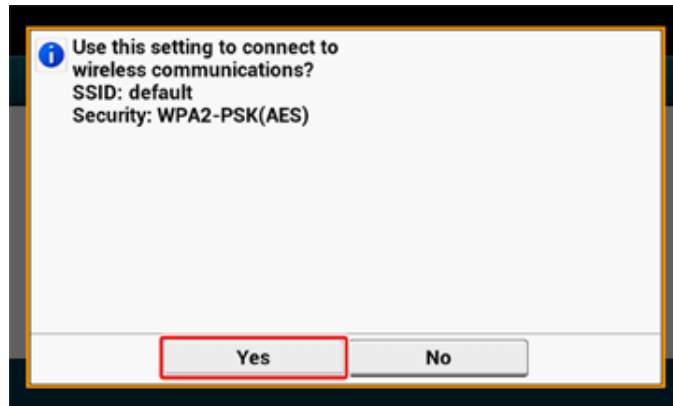 Use this setting to connect to
wireless communications?
SSID: default
Security: WPA2-PSK(AES)
Yes
No